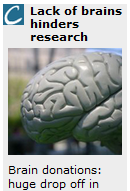 Lack of brains
hinders
research
Brain donations:
huge drop off in